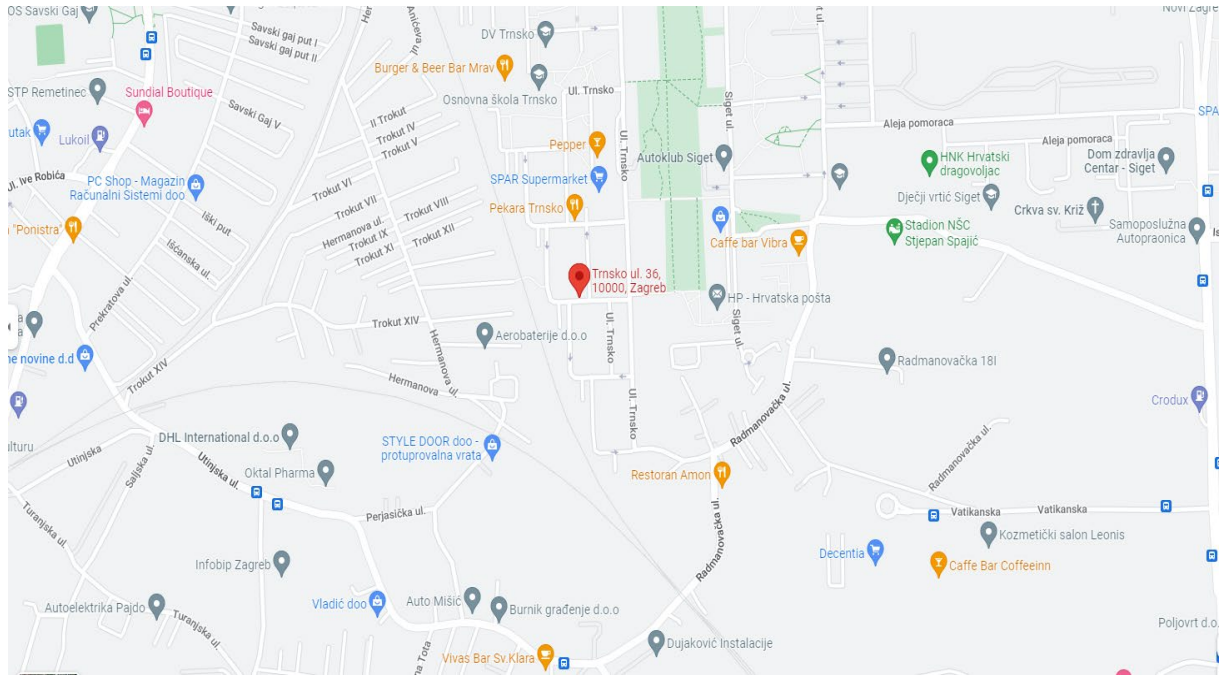 OS Savski Gaj
Savski gaj put I
Savski gaj put II
DV Trnsko
Novi Zagre
STP Remetinec
Sundial Boutique
Burger & Beer Bar Mrav
Osnovna škola Trnsko
Ul. Trnsko
Anićeva ul.
Siget ul.
Savski Gaj V
II Trokut
Trokut IV
Trokut V
Lukoil
Pepper
Ul. Trnsko
Autoklub Siget
Aleja pomoraca
Aleja pomoraca
SPA
HNK Hrvatski
dragovoljac
Dom zdravlja
Centar - Siget
Ul. Ive Robića
PC Shop - Magazin
Računalni Sistemi doo
SPAR Supermarket
Trokut VI
Trokut VII
Trokut VIII
Hermanova ul.
Trokut IX
Trokut XI
Trokut XII
Pekara Trnsko
Dječji vrtić Siget
Crkva sv. Križ
"Ponistra"
Iški put
Išćanska ul.
Caffe bar Vibra
Stadion NŠC
Stjepan Spajić
Samoposlužna
Autopraonica
Trnsko ul. 36,
10000, Zagreb
HP - Hrvatska pošta
Prekratova ul.
Trokut XIV
Aerobaterije d.o.o
Ul. Trnsko
Siget ul.
ne novine d.d
Trokut XIV
Hermanova ul.
Hermanova
Radmanovačka 18I
Ul. Trnsko
Radmanovačka ul.
Crodux
DHL International d.o.o
STYLE DOOR doo -
protuprovalna vrata
Utinjska
Saljska ul.
Utinjska ul.
Oktal Pharma
Restoran Amon
Radmanovačka ul.
Turanjska ul.
Perjasička ul.
Radmanovačka ul.
Vatikanska
Vatikanska
Kozmetički salon Leonis
Decentia
Caffe Bar Coffeeinn
Infobip Zagreb
Autoelektrika Pajdo
Vladić doo
Auto Mišić
Burnik građenje d.o.o
Turanjska ul.
Dujaković Instalacije
Poljovrt d.o.
Vivas Bar Sv.Klara